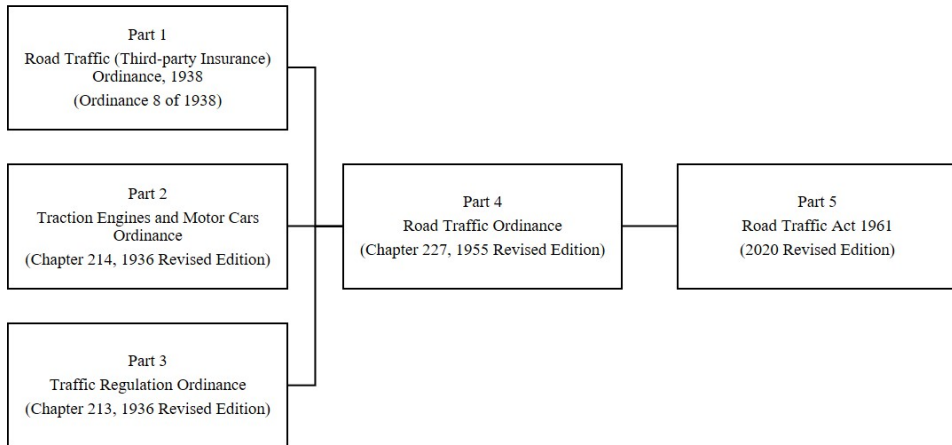 Part 1
Road Traffic (Third-party Insurance)
Ordinance, 1938
(Ordinance 8 of 1938)
Part 2
Traction Engines and Motor Cars
Ordinance
(Chapter 214, 1936 Revised Edition)
Part 3
Traffic Regulation Ordinance
(Chapter 213, 1936 Revised Edition)
Part 4
Road Traffic Ordinance
(Chapter 227, 1955 Revised Edition)
Part 5
Road Traffic Act 1961
(2020 Revised Edition)